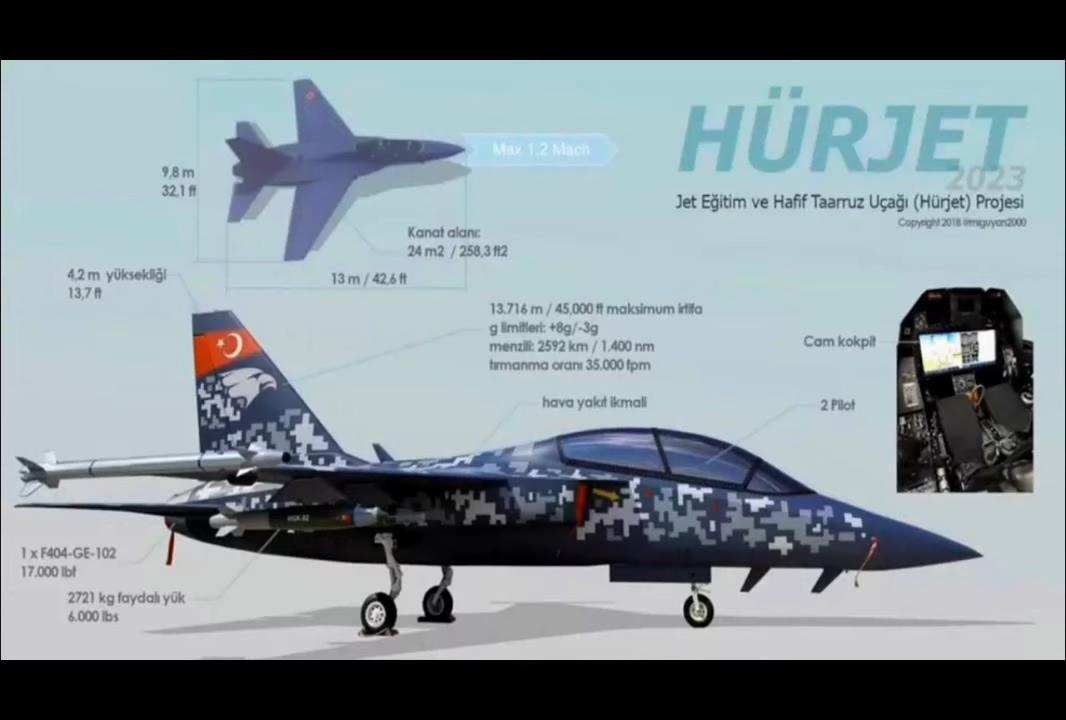 HÜRJET
2023
Jet Eğitim ve Hafif Taarruz Uçağı (Hürjet) Projesi
Max 1,2 Mach
9,8 m
32,1 ft
Kanat alanı:
24 m2 / 258,3 ft2
13 m / 42,6 ft
4,2 m yüksekliği
13,7 ft
13.716 m / 45,000 ft maksimum irtifa
g limitleri: +8g/-3g
menzili: 2592 km / 1.400 nm
tırmanma oranı 35.000 fpm
Cam kokpit
hava yakıt ikmali
2 Pilot
1 x F404-GE-102
17.000 lbf
2721 kg faydalı yük
6.000 lbs